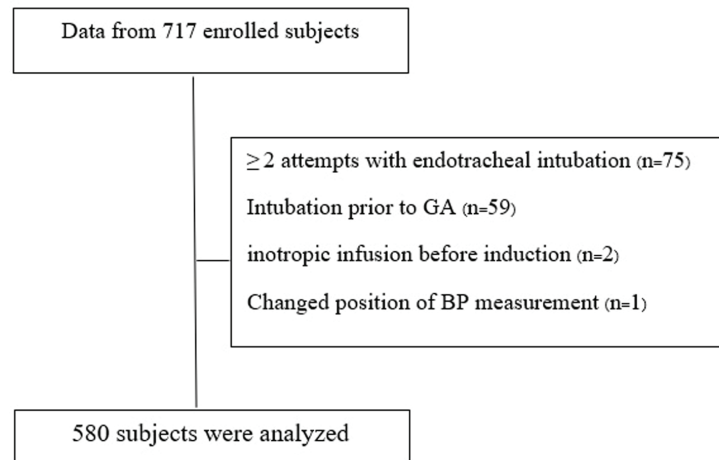 Data from 717 enrolled subjects
≥2 attempts with endotracheal intubation (n=75)
Intubation prior to GA (n=59)
inotropic infusion before induction (n=2)
Changed position of BP measurement (n=1)
580 subjects were analyzed